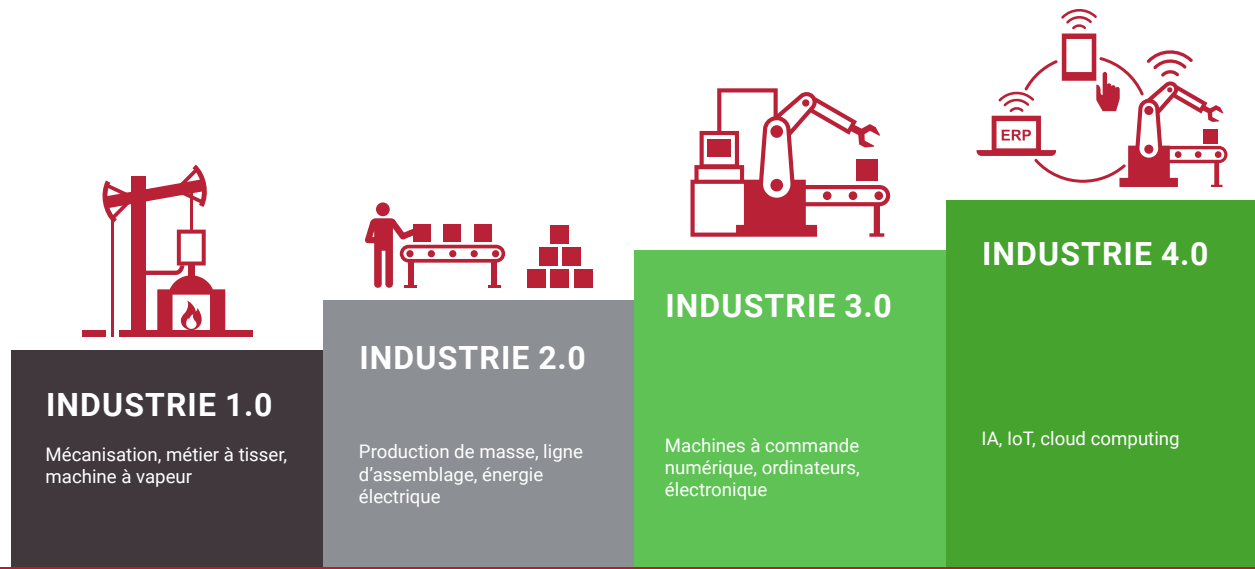 ERP
INDUSTRIE 1.0
Mécanisation, métier à tisser,
machine à vapeur
INDUSTRIE 2.0
Production de masse, ligne
d’assemblage, énergie
électrique
INDUSTRIE 3.0
Machines à commande
numérique, ordinateurs,
électronique
INDUSTRIE 4.0
IA, IoT, cloud computing